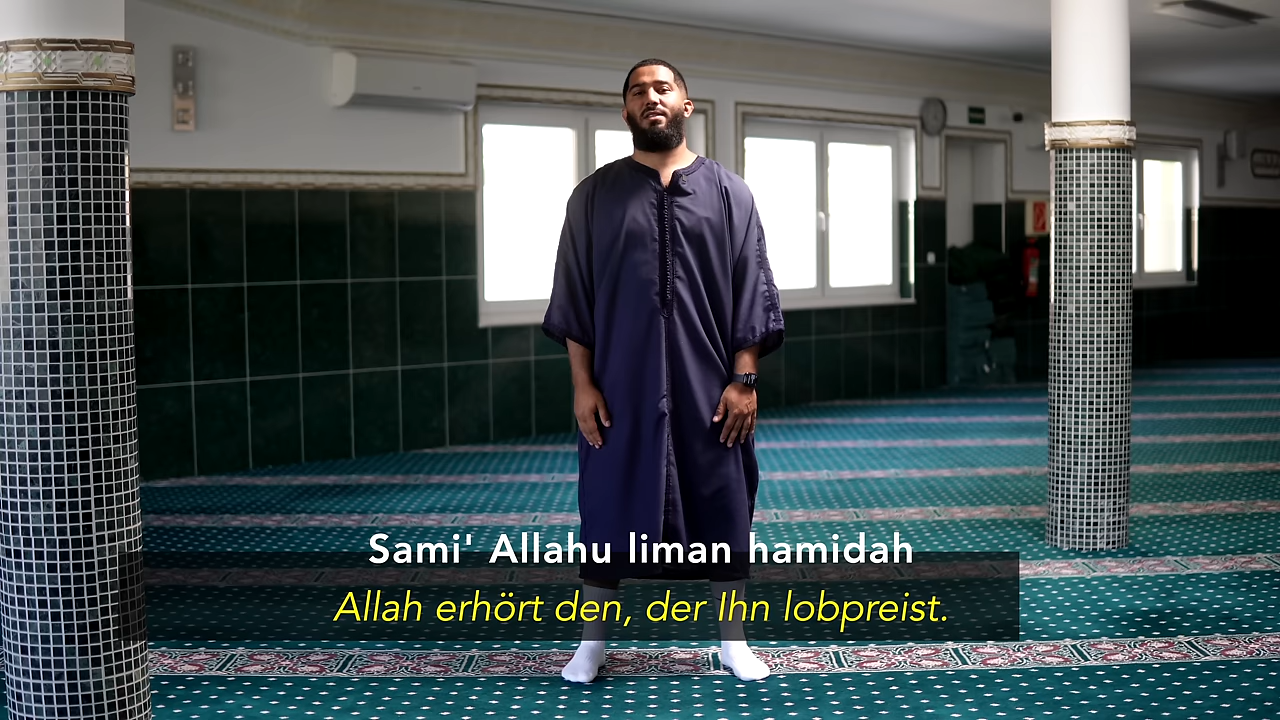 Sami' Allahu liman hamidah
Allah erhört den, der Ihn lobpreist.